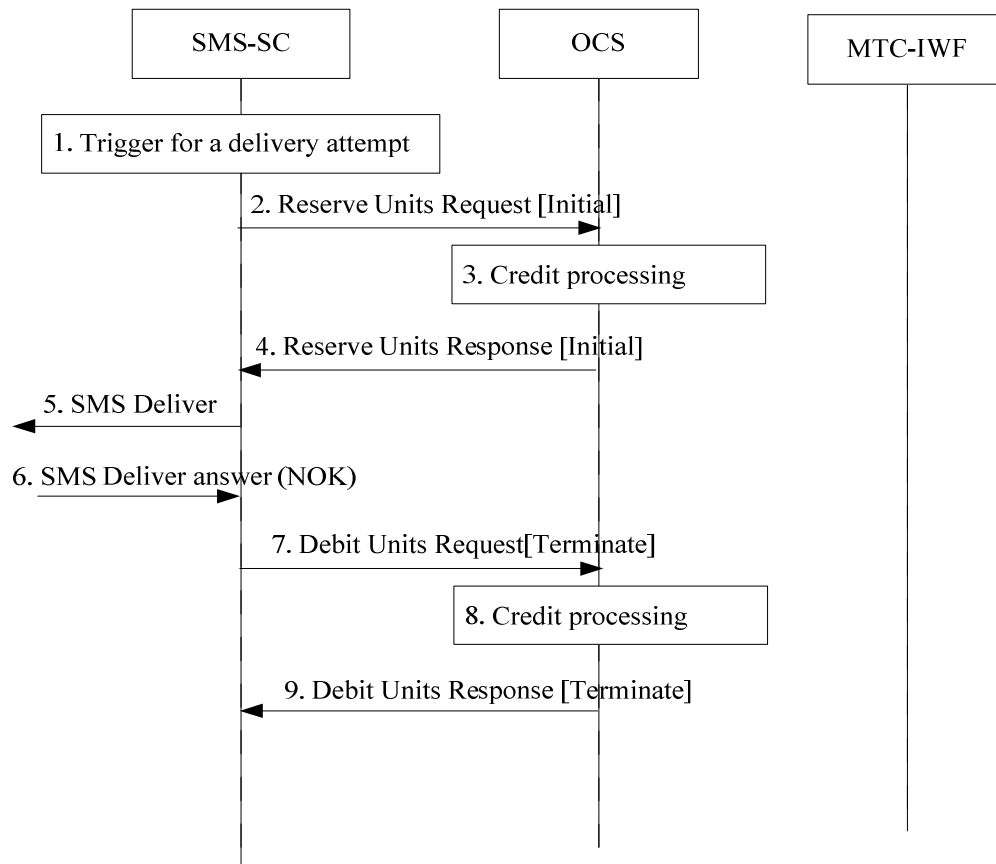 SMS-SC
OCS
MTC-IWF
1. Trigger for a delivery attempt
2. Reserve Units Request [Initial]
3. Credit processing
4. Reserve Units Response [Initial]
5. SMS Deliver
6. SMS Deliver answer (NOK)
7. Debit Units Request[Terminate]
8. Credit processing
9. Debit Units Response [Terminate]